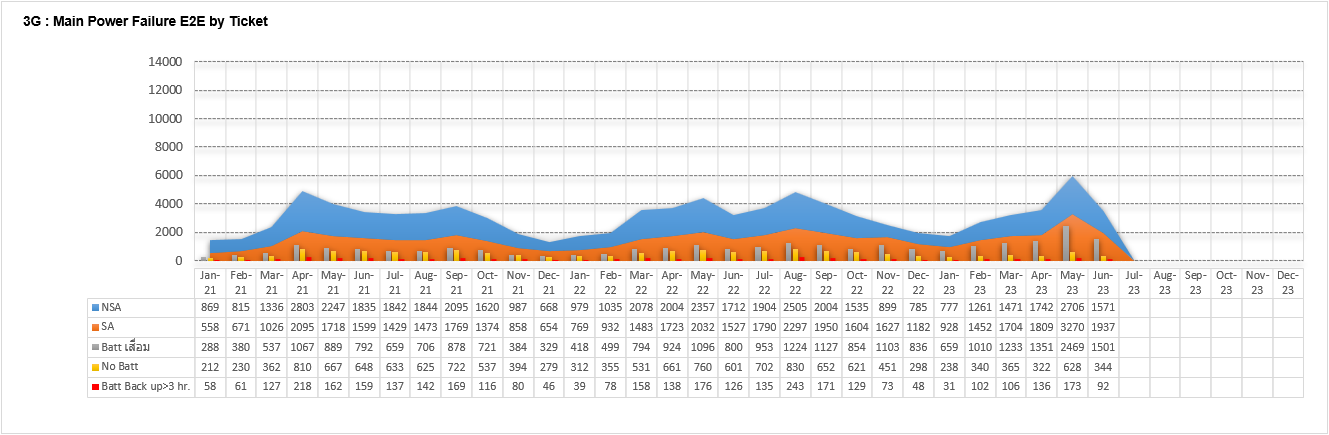 3G : Main Power Failure E2E by Ticket
14000
12000
10000
8000
6000
4000
2000
0
Jan-21 Feb-21 Mar-21 Apr-21 May-21 Jun-21 Jul-21 Aug-21 Sep-21 Oct-21 Nov-21 Dec-21 Jan-22 Feb-22 Mar-22 Apr-22 May-22 Jun-22 Jul-22 Aug-22 Sep-22 Oct-22 Nov-22 Dec-22 Jan-23 Feb-23 Mar-23 Apr-23 May-23 Jun-23 Jul-23 Aug-23 Sep-23 Oct-23 Nov-23 Dec-23
NSA 869 815 1336 2803 2247 1835 1842 1844 2095 1620 987 668 979 1035 2078 2004 2357 1712 1904 2505 2004 1535 899 785 777 1261 1471 1742 2706 1571
SA 558 671 1026 2095 1718 1599 1429 1473 1769 1374 858 654 769 932 1483 1723 2032 1527 1790 2297 1950 1604 1627 1182 928 1452 1704 1809 3270 1937
Batt เสื่อม 288 380 537 1067 889 792 659 706 878 721 384 329 418 499 794 924 1096 800 953 1224 1127 854 1103 836 659 1010 1233 1351 2469 1501
No Batt 212 230 362 810 667 648 633 625 722 537 394 279 312 355 531 661 760 601 702 830 652 621 451 298 238 340 365 322 628 344
Batt Back up>3 hr. 58 61 127 218 162 159 137 142 169 116 80 46 39 78 158 138 176 126 135 243 171 129 73 48 31 102 106 136 173 92